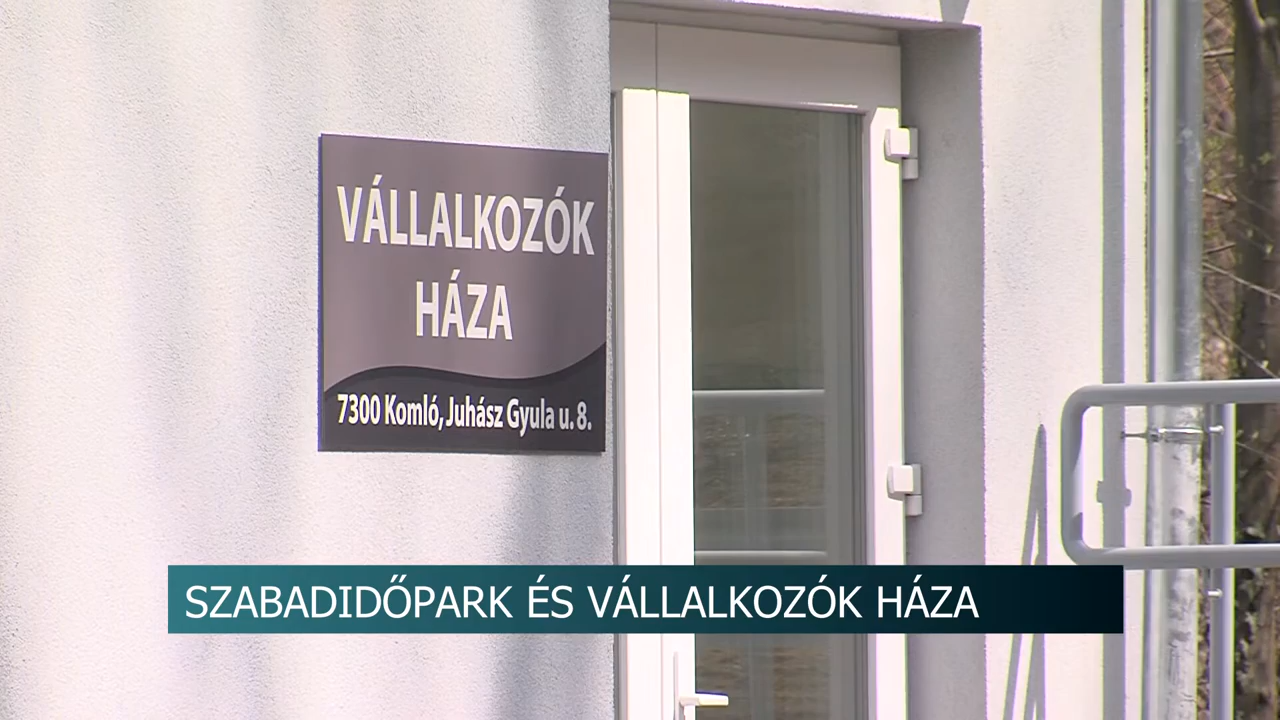 VÁLLALKOZÓK
HÁZA
7300 Komló, Juhász Gyula u. 8.
SZABADIDŐPARK ÉS VÁLLALKOZÓK HÁZA